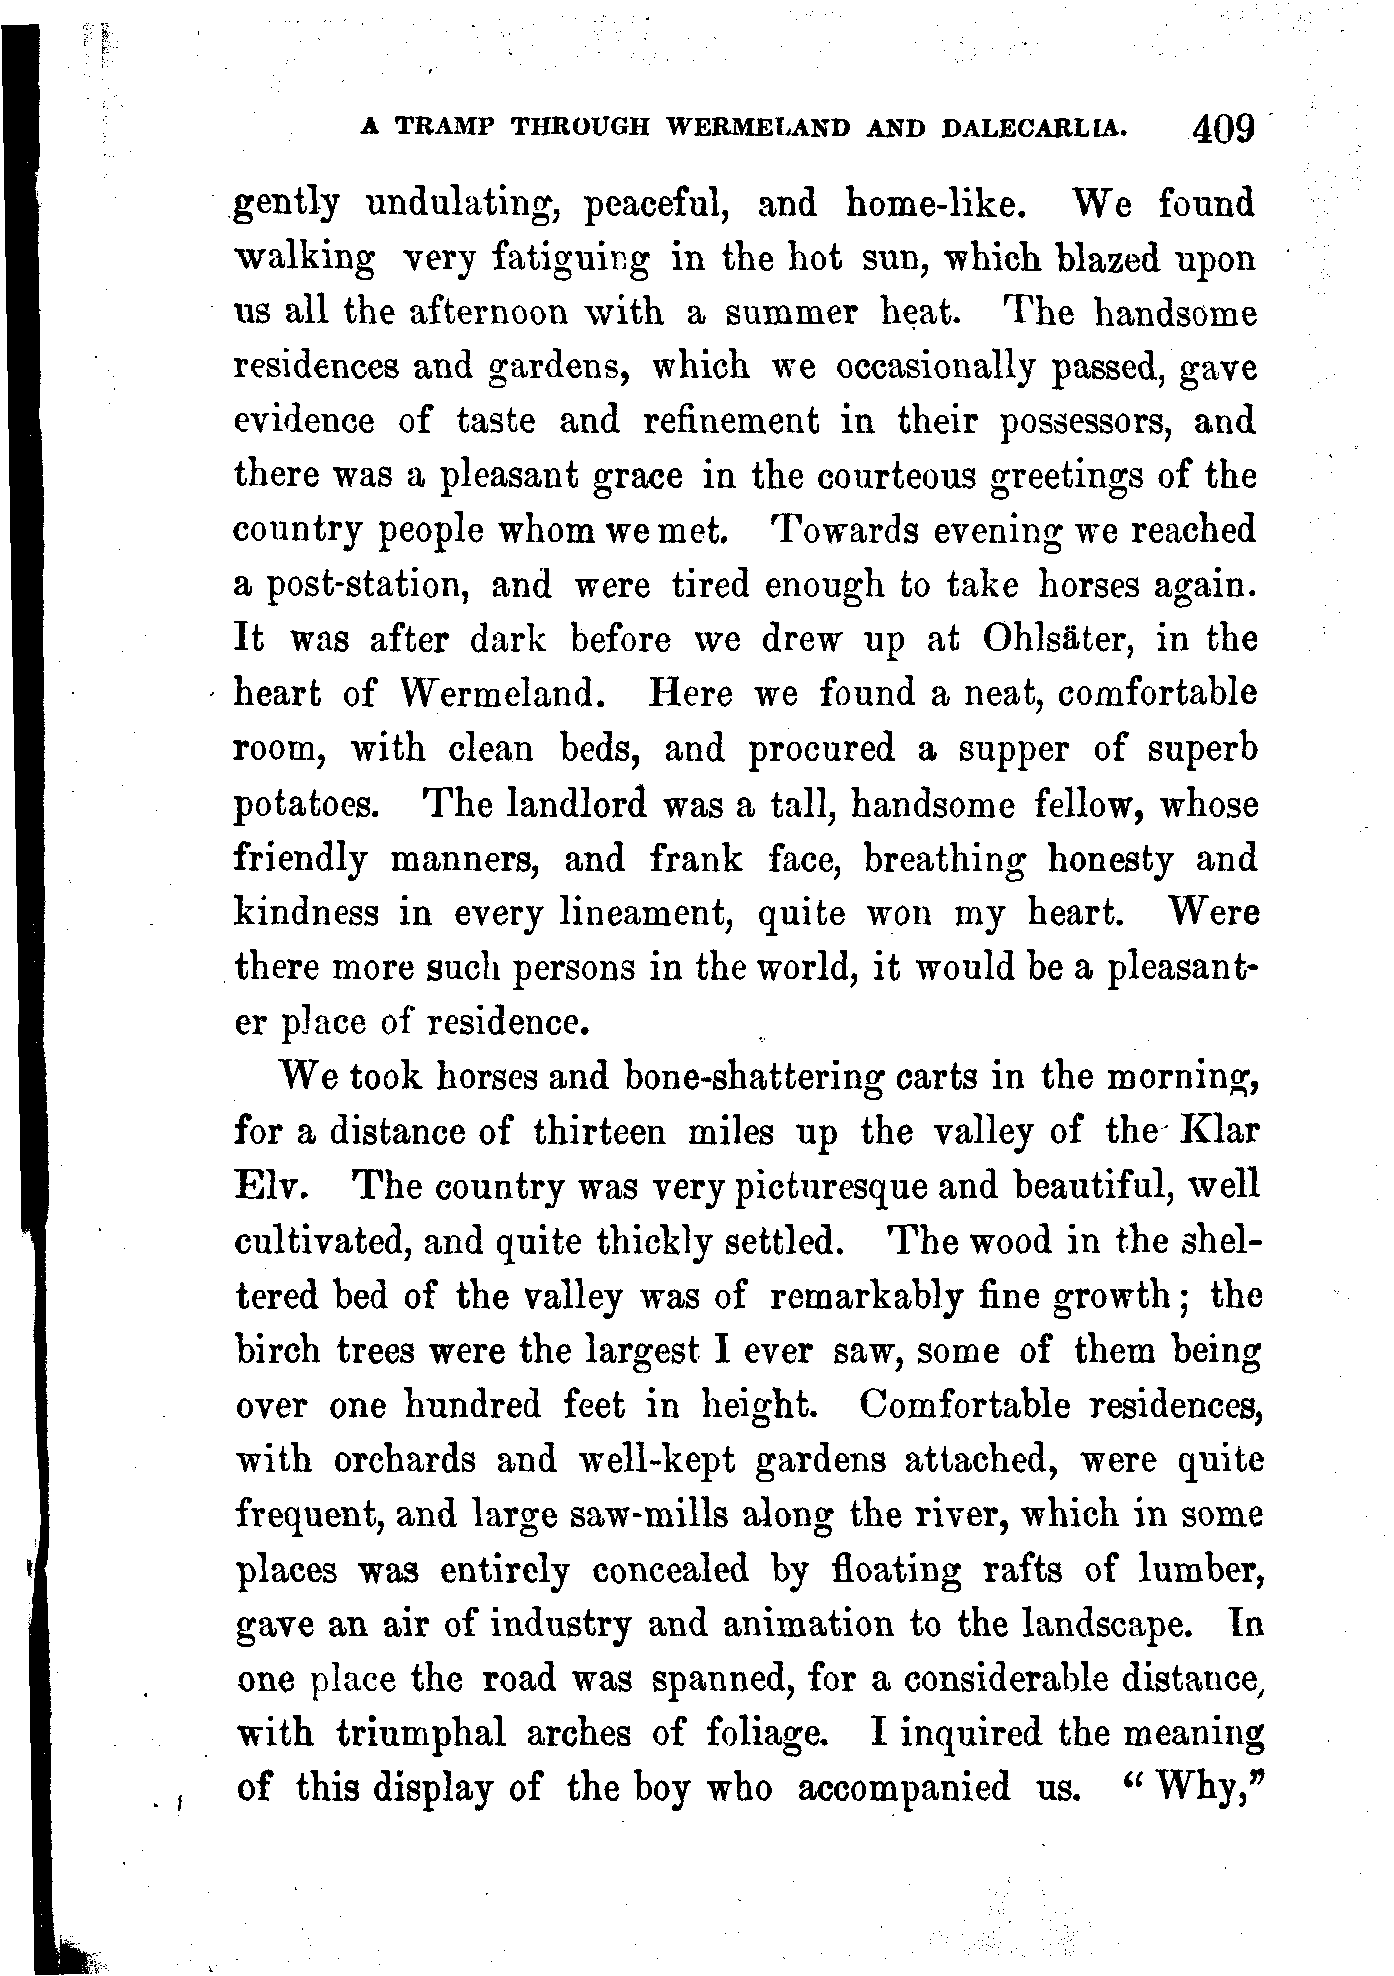 A TRAMP THROUGH WERMELAND AND DALECARLIA. 409
gently undulating, peaceful, and home-like. We found
walking very fatiguing in the hot sun, which blazed upon
us all the afternoon with a summer heat. The handsome
residences and gardens, which we occasionally passed, gave
evidence of taste and refinement in their possessors, and
there was a pleasant grace in the courteous greetings of the
country people whom we met. Towards evening we reached
a post-station, and were tired enough to take horses again.
It was after dark before we drew up at Ohlsäter, in the
heart of Wermeland. Here we found a neat, comfortable
room, with clean beds, and procured a supper of superb
potatoes. The landlord was a tall, handsome fellow, whose
friendly manners, and frank face, breathing honesty and
kindness in every lineament, quite won my heart. Were
there more such persons in the world, it would be a pleasant-
er place of residence.
We took horses and bone-shattering carts in the morning,
for a distance of thirteen miles up the valley of the Klar
Elv. The country was very picturesque and beautiful, well
cultivated, and quite thickly settled. The wood in the shel-
tered bed of the valley was of remarkably fine growth; the
birch trees were the largest I ever saw, some of them being
over one hundred feet in height. Comfortable residences,
with orchards and well-kept gardens attached, were quite
frequent, and large saw-mills along the river, which in some
places was entirely concealed by floating rafts of lumber,
gave an air of industry and animation to the landscape. In
one place the road was spanned, for a considerable distance,
with triumphal arches of foliage. I inquired the meaning
of this display of the boy who accompanied us. "Why,"